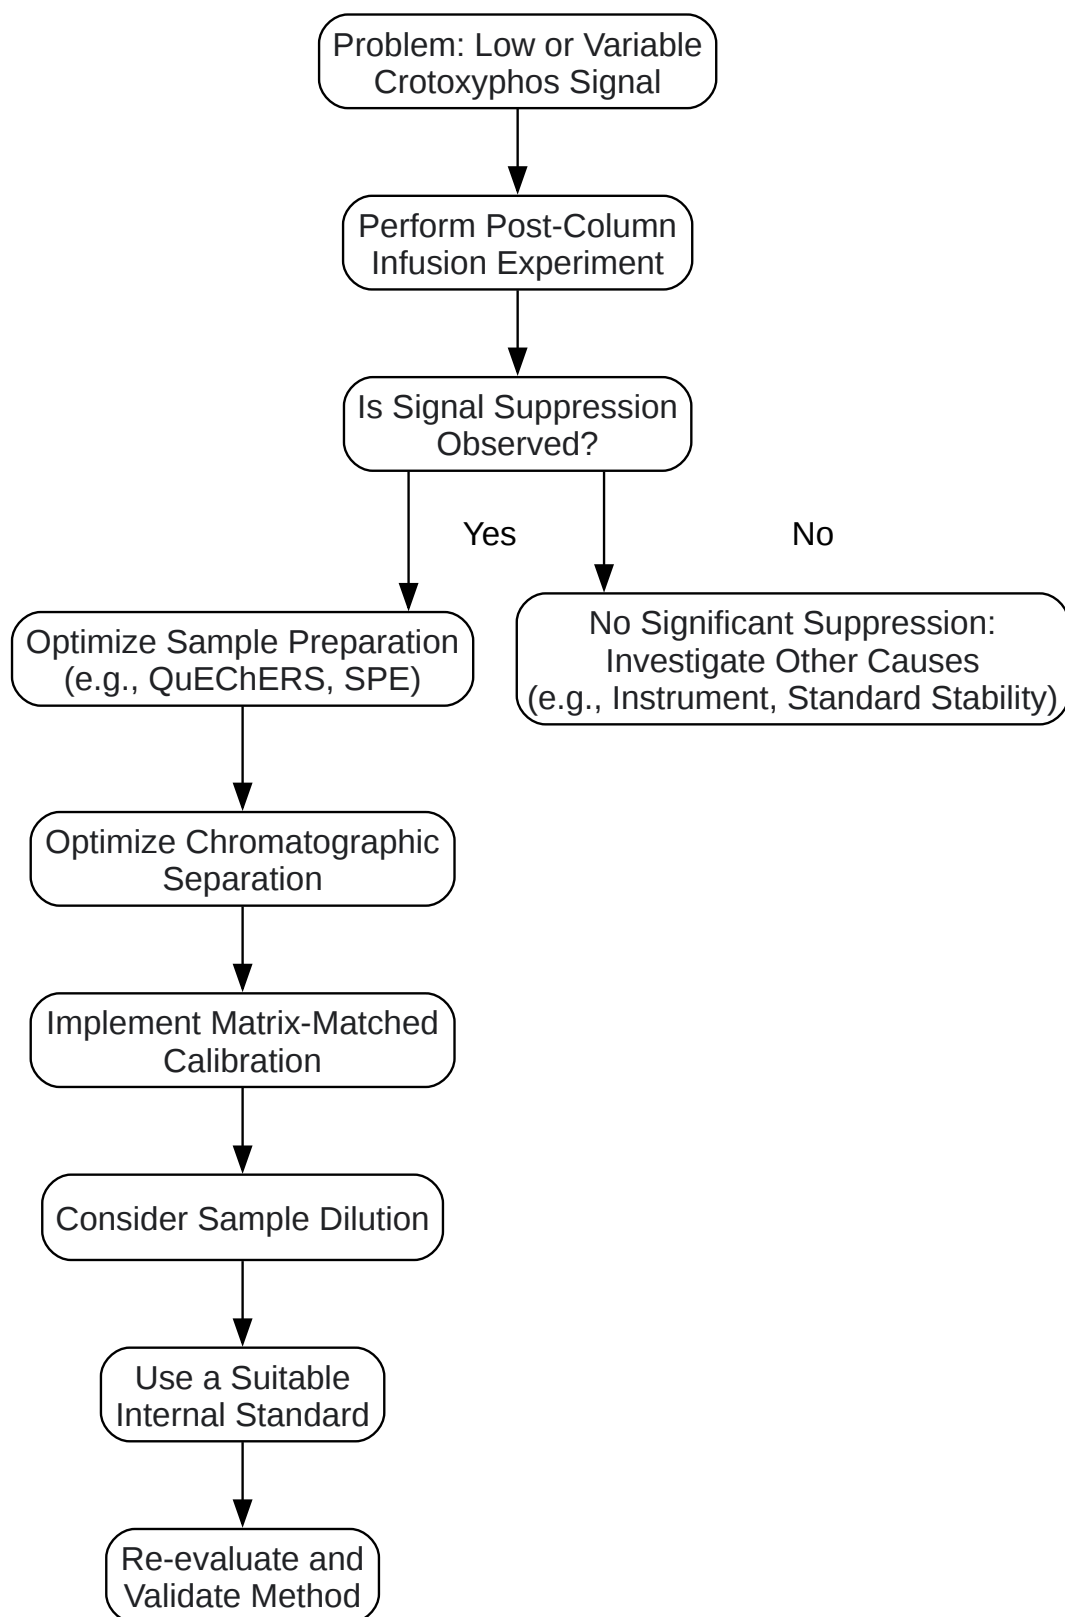 Problem: Low or Variable
Crotoxyphos Signal
Perform Post-Column
Infusion Experiment
Is Signal Suppression
Observed?
Yes
No
Optimize Sample Preparation
(e.g., QuEChERS, SPE)
No Significant Suppression:
Investigate Other Causes
(e.g., Instrument, Standard Stability)
Optimize Chromatographic
Separation
Implement Matrix-Matched
Calibration
Consider Sample Dilution
Use a Suitable
Internal Standard
Re-evaluate and
Validate Method